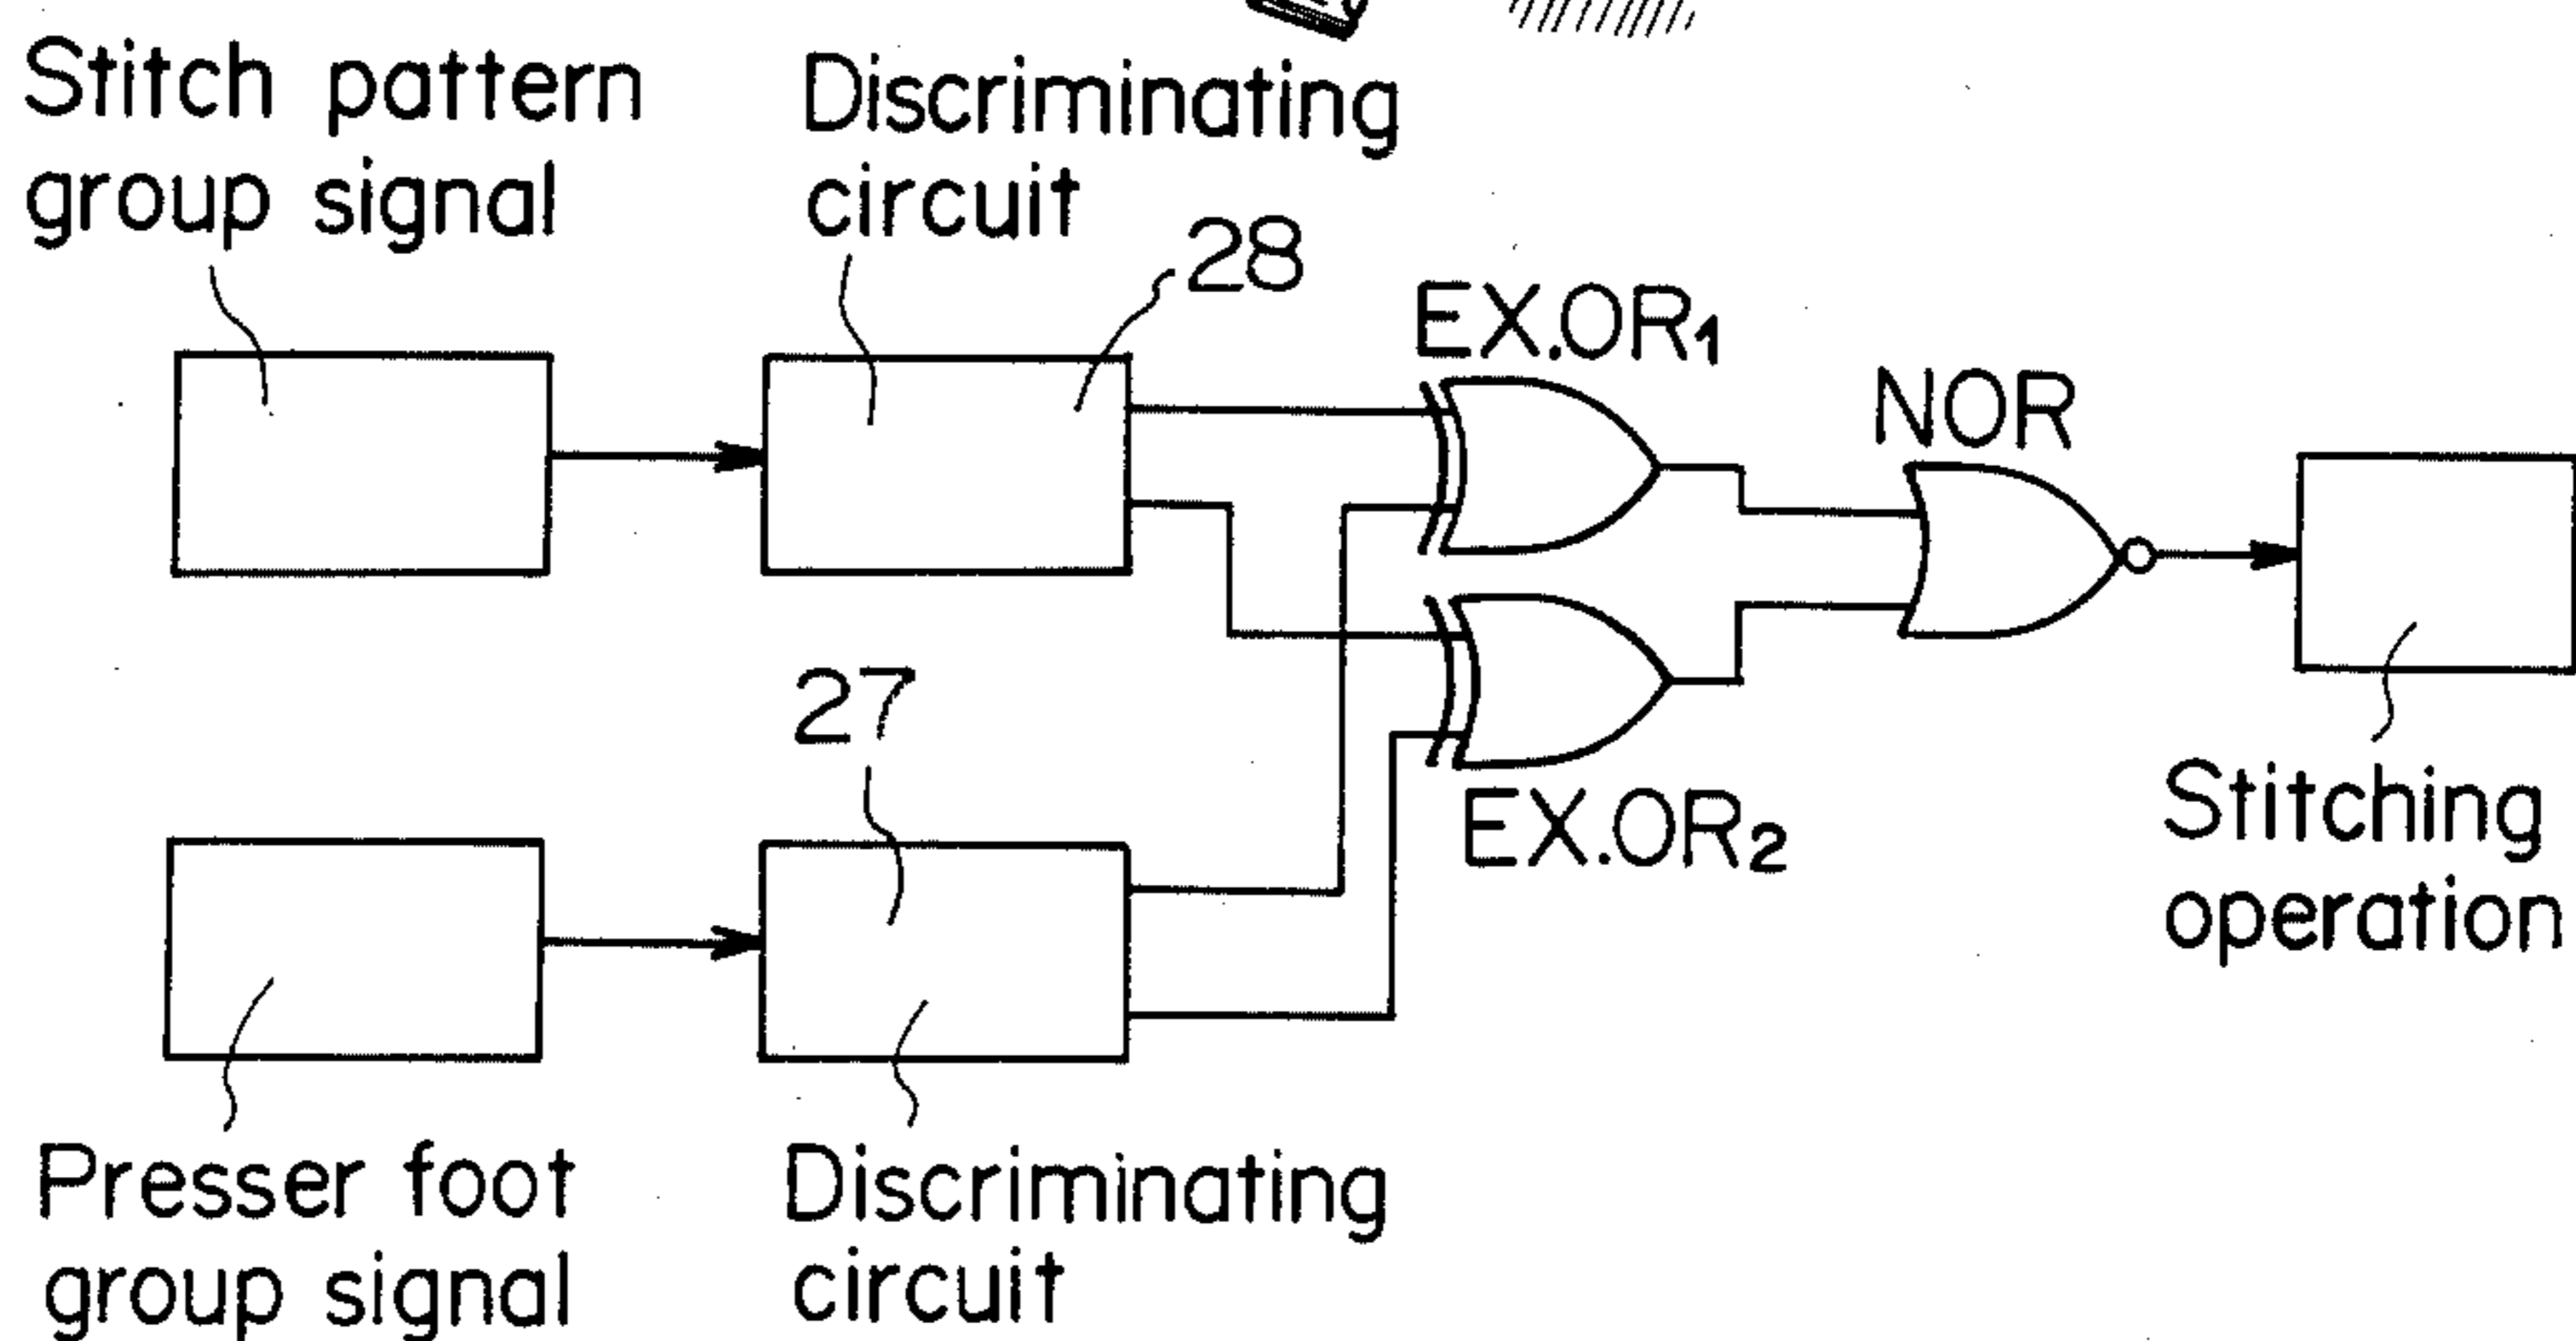 Stitch pattern
group signal
Discriminating
circuit
28
EX.OR1
NOR
27
EX.OR2
Stitching
operation
Presser foot
group signal
Discriminating
circuit